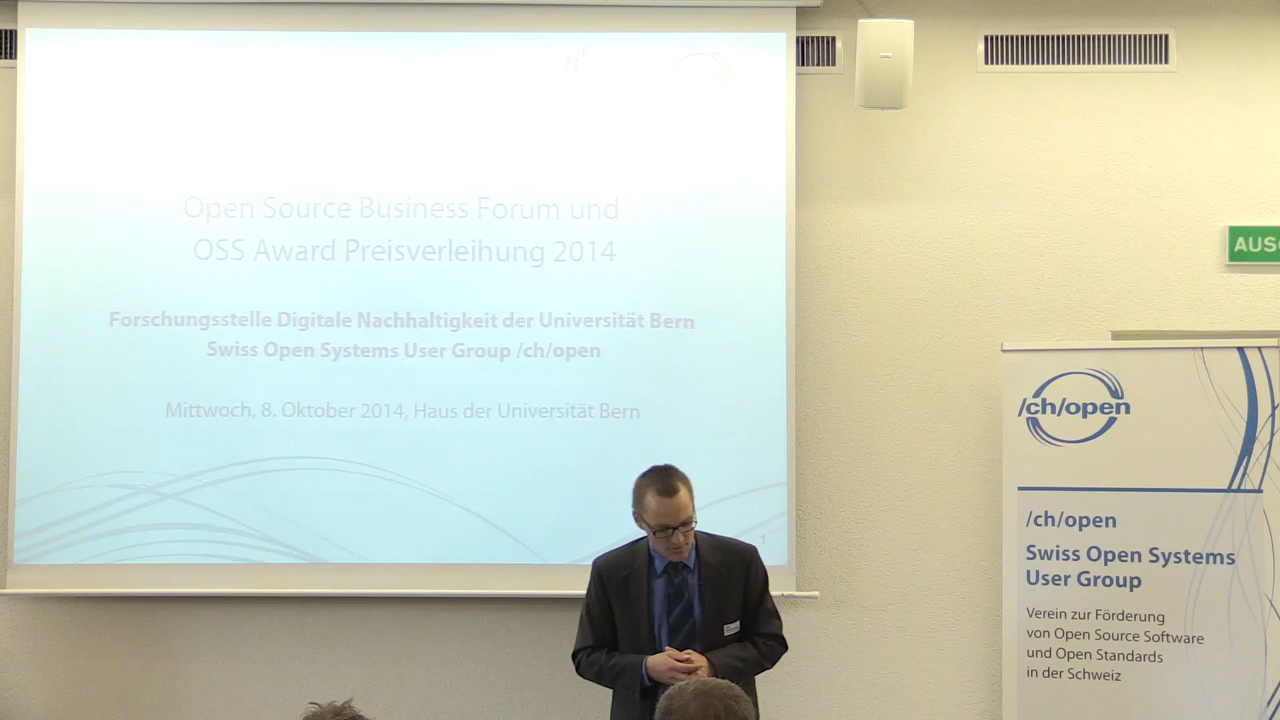 Open Source Business Forum und
OSS Award Preisverleihung 2014
Forschungsstelle Digitale Nachhaltigkeit der Universität Bern
Swiss Open Systems User Group /ch/open
Mittwoch, 8. Oktober 2014, Haus der Universität Bern
/ch/open
/ch/open
Swiss Open Systems
User Group
Verein zur Förderung
von Open Source Software
und Open Standards
in der Schweiz